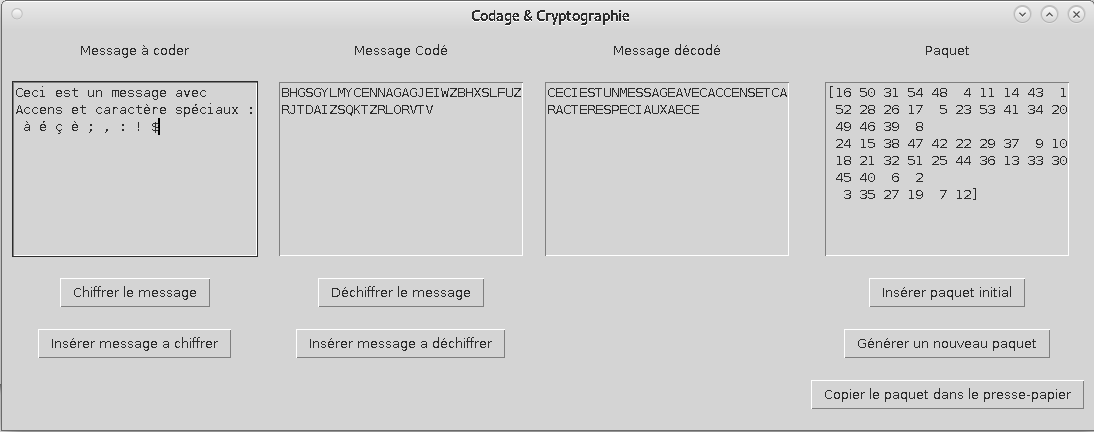 Codage & Cryptographie
Message à coder
Message Codé
Message décodé
Paquet
Ceci est un message avec
Accens et caractère spéciaux :
à é ç è ; , : ! $
BHGSGYLMYCENNAGAGJEIWZBHXSLFUZ
RJTDAIZSQKTZRLORVTV
CECIESTUNMESSAGEAVECACCENSETCA
RACTERESPECIAUXAECE
[16 50 31 54 48 4 11 14 43 1
52 28 26 17 5 23 53 41 34 20
49 46 39 8
24 15 38 47 42 22 29 37 9 10
18 21 32 51 25 44 36 13 33 30
45 40 6 2
3 35 27 19 7 12]
Chiffrer le message
Déchiffrer le message
Insérer paquet initial
Insérer message a chiffrer
Insérer message a déchiffrer
Générer un nouveau paquet
Copier le paquet dans le presse-papier